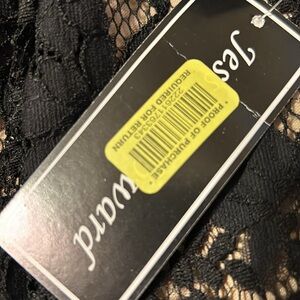 Jes
ward
* PROOF OF PURCHASE *
REQUIRED FOR RETURN